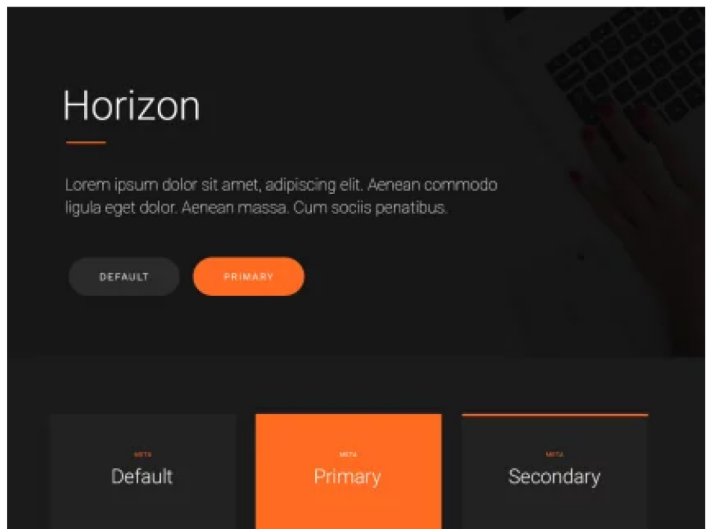 Horizon
Lorem ipsum dolor sit amet, adipiscing elit. Aenean commodo
ligula eget dolor. Aenean massa. Cum sociis penatibus.
DEFAULT PRIMARY
META META META
Default Primary Secondary